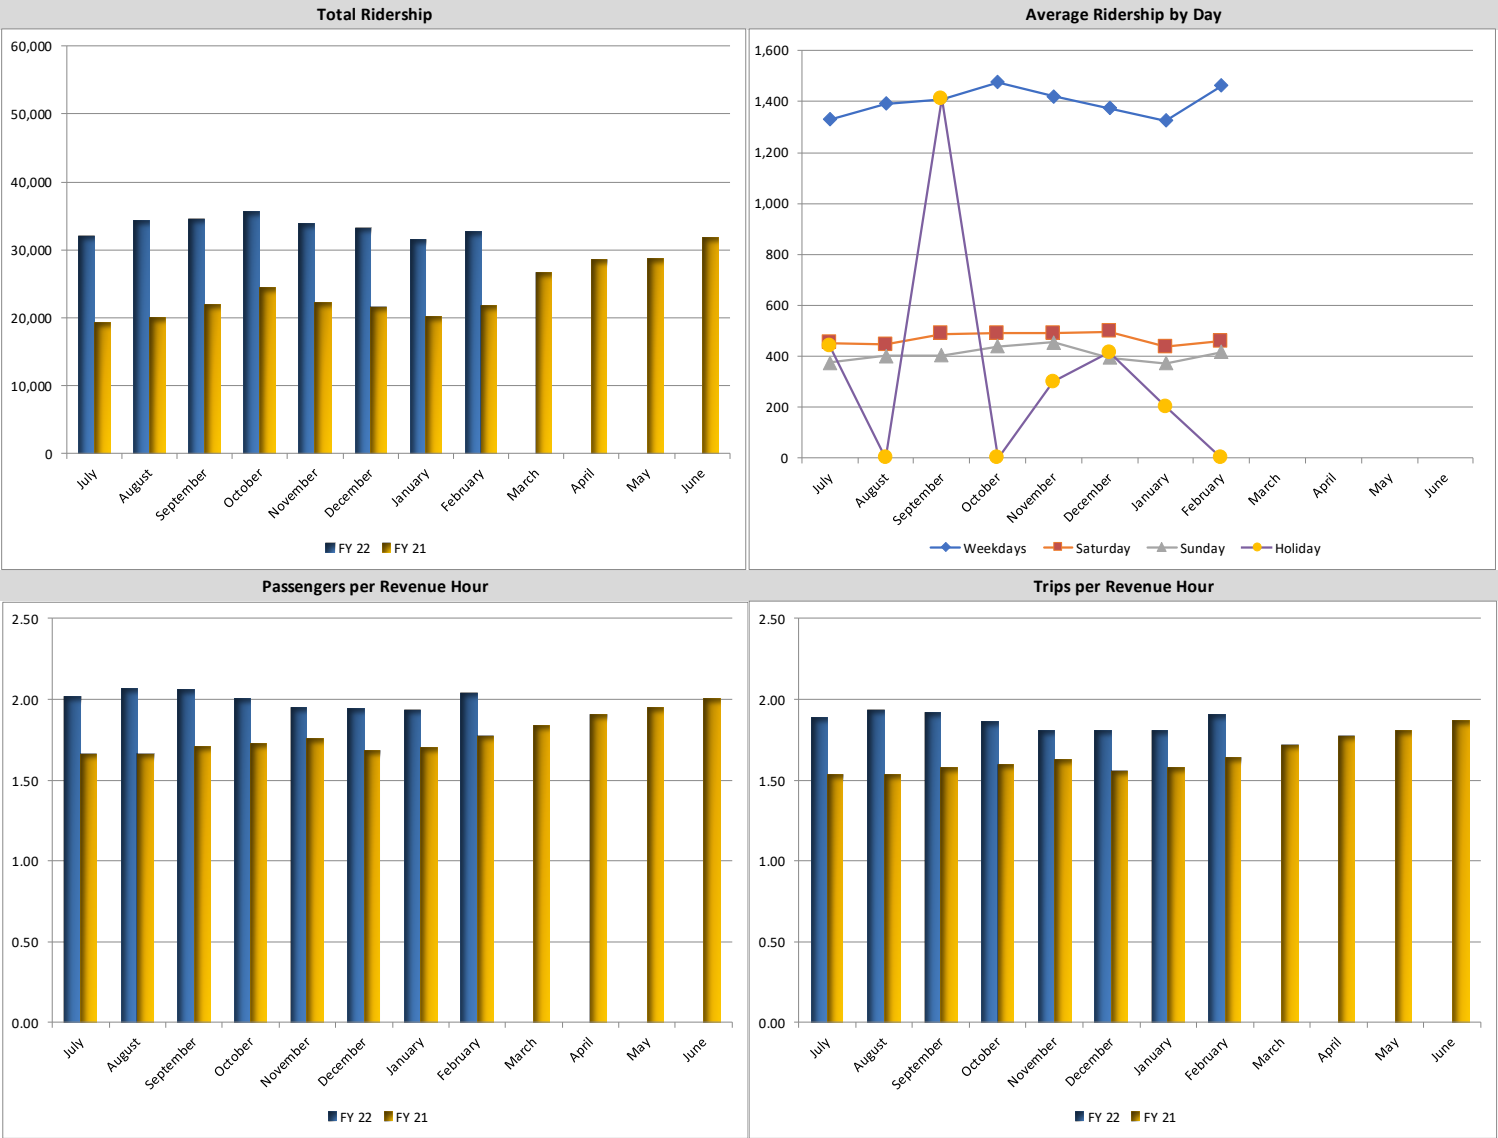 Total Ridership
60,000
50,000
40,000
30,000
20,000
10,000
0
July August September October November December January February March April May June
FY 22 FY 21
Average Ridership by Day
1,600
1,400
1,200
1,000
800
600
400
200
0
July August September October November December January February March April May June
Weekdays Saturday Sunday Holiday
Passengers per Revenue Hour
2.50
2.00
1.50
1.00
0.50
0.00
July August September October November December January February March April May June
FY 22 FY 21
Trips per Revenue Hour
2.50
2.00
1.50
1.00
0.50
0.00
July August September October November December January February March April May June
FY 22 FY 21